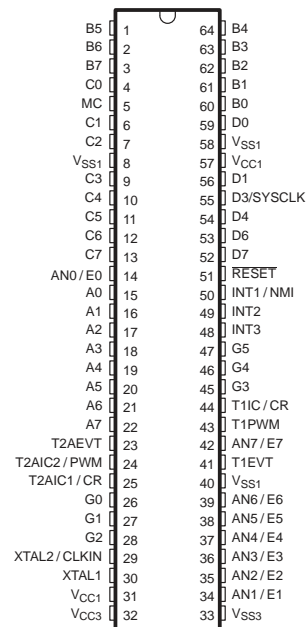 B5 1 64 B4
B6 2 63 B3
B7 3 62 B2
C0 4 61 B1
MC 5 60 B0
C1 6 59 D0
C2 7 58 VSS1
VSS1 8 57 VCC1
C3 9 56 D1
C4 10 55 D3/SYSCLK
C5 11 54 D4
C6 12 53 D6
C7 13 52 D7
AN0/E0 14 51 RESET
A0 15 50 INT1/NMI
A1 16 49 INT2
A2 17 48 INT3
A3 18 47 G5
A4 19 46 G4
A5 20 45 G3
A6 21 44 T1IC/CR
A7 22 43 T1PWM
T2AEVT 23 42 AN7/E7
T2AIC2/PWM 24 41 T1EVT
T2AIC1/CR 25 40 VSS1
G0 26 39 AN6/E6
G1 27 38 AN5/E5
G2 28 37 AN4/E4
XTAL2/CLKIN 29 36 AN3/E3
XTAL1 30 35 AN2/E2
VCC1 31 34 AN1/E1
VCC3 32 33 VSS3